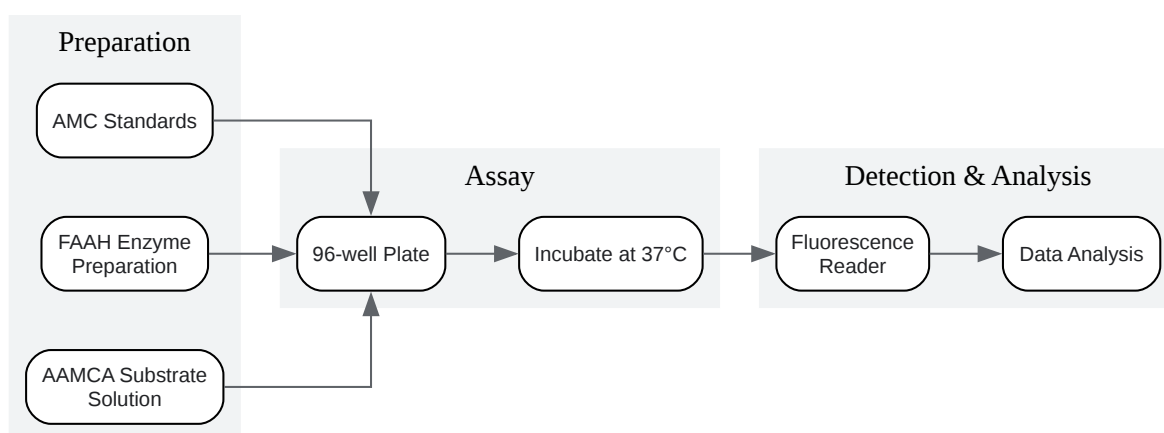 Preparation
AMC Standards
FAAH Enzyme
Preparation
AAMCA Substrate
Solution
Assay
96-well Plate
Incubate at 37°C
Detection & Analysis
Fluorescence
Reader
Data Analysis